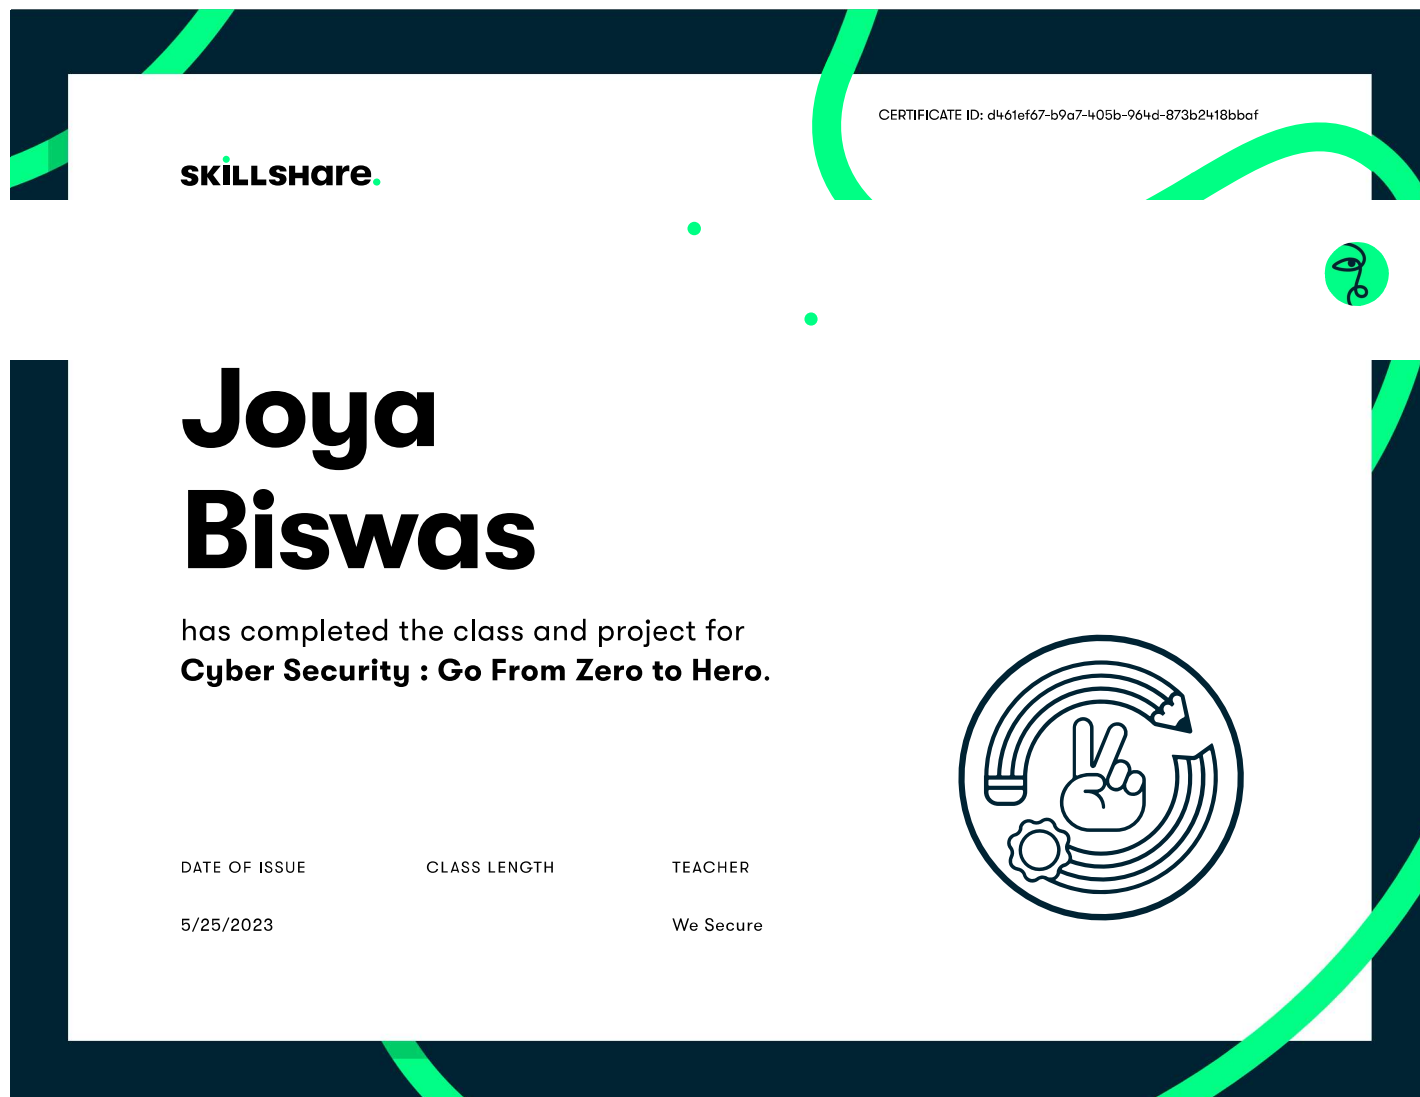 CERTIFICATE ID: d461ef67-b9a7-405b-964d-873b2418bbaf
SKiLLSHare.
Joya
Biswas
has completed the class and project for
Cyber Security : Go From Zero to Hero.
DATE OF ISSUE CLASS LENGTH TEACHER
5/25/2023 We Secure